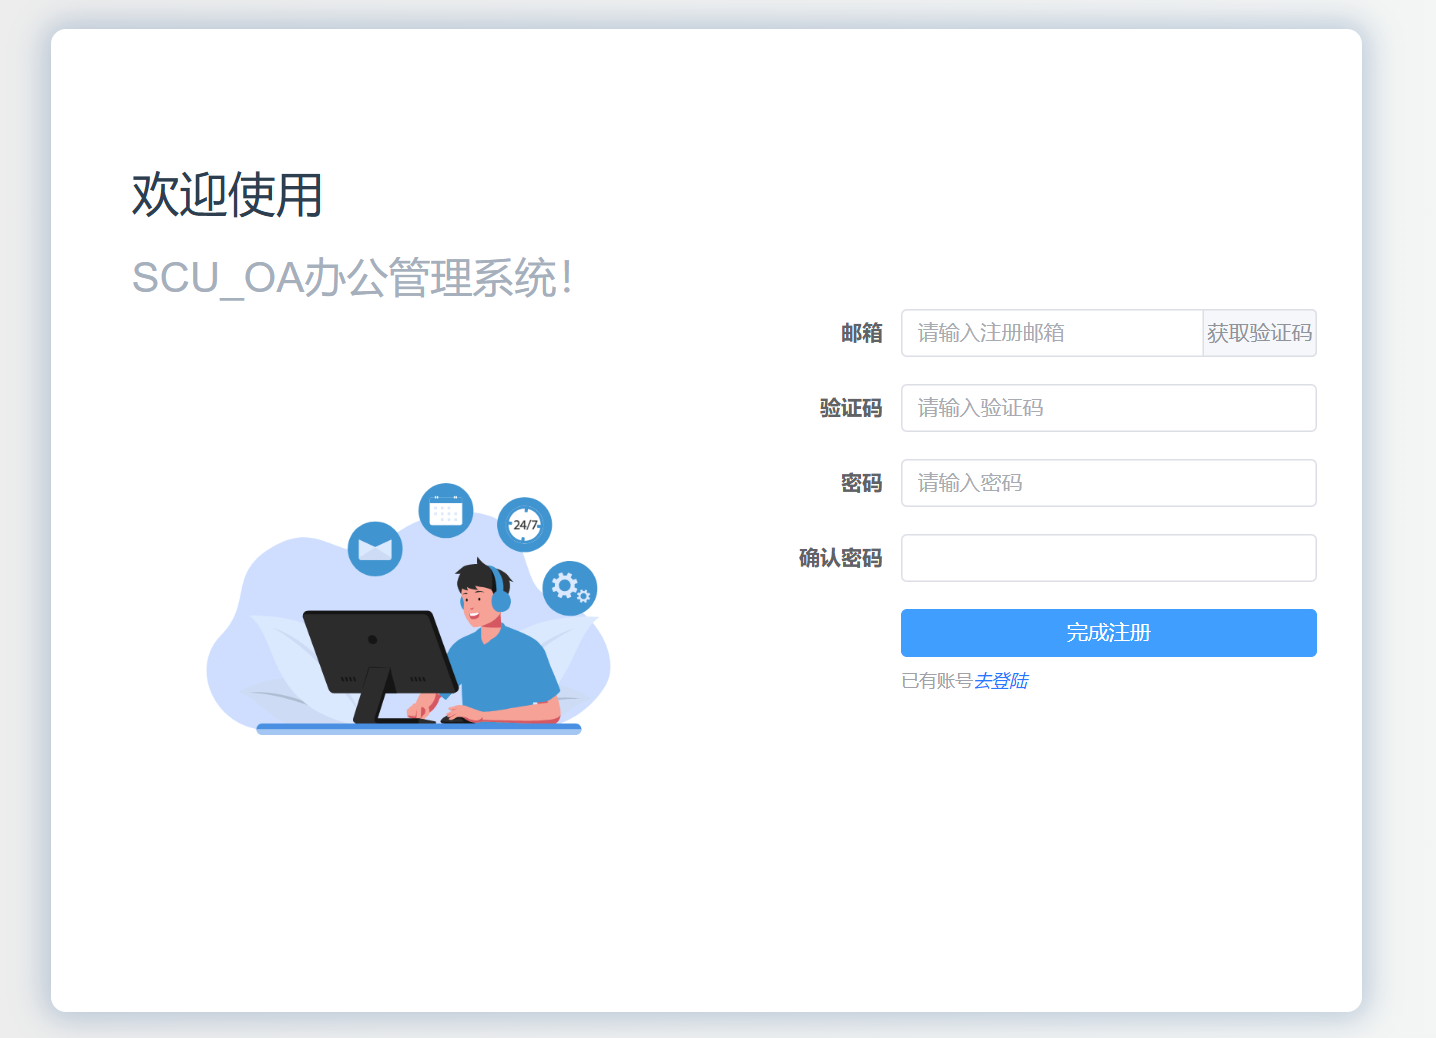 欢迎使用
SCU_OA办公管理系统！
24/7
邮箱 请输入注册邮箱 获取验证码
验证码 请输入验证码
密码 请输入密码
确认密码
完成注册
已有账号去登陆